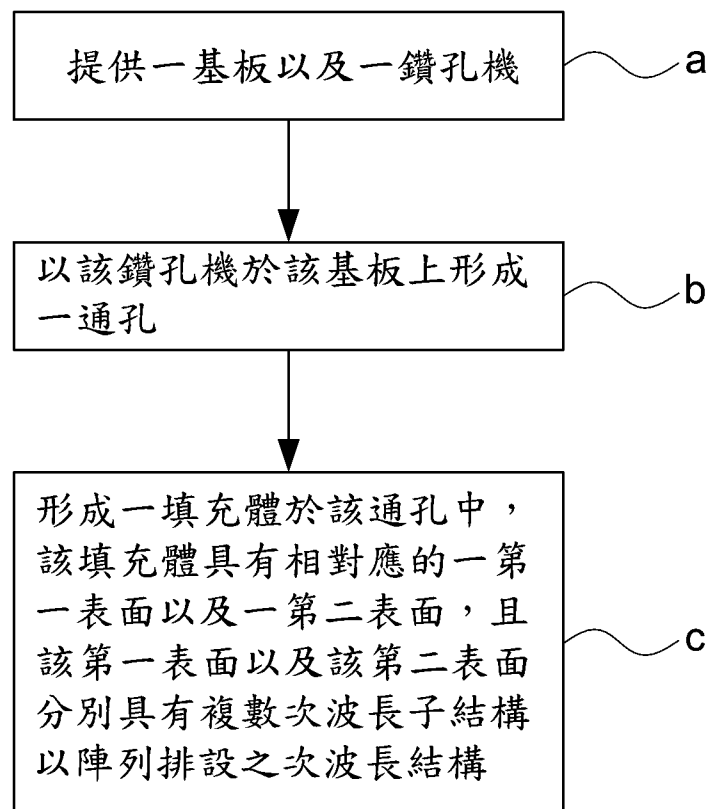 提供一基板以及一鑽孔機
a
以該鑽孔機於該基板上形成
一通孔
b
形成一填充體於該通孔中，
該填充體具有相對應的一第
一表面以及一第二表面，且
該第一表面以及該第二表面
分別具有複數次波長子結構
以陣列排設之次波長結構
c